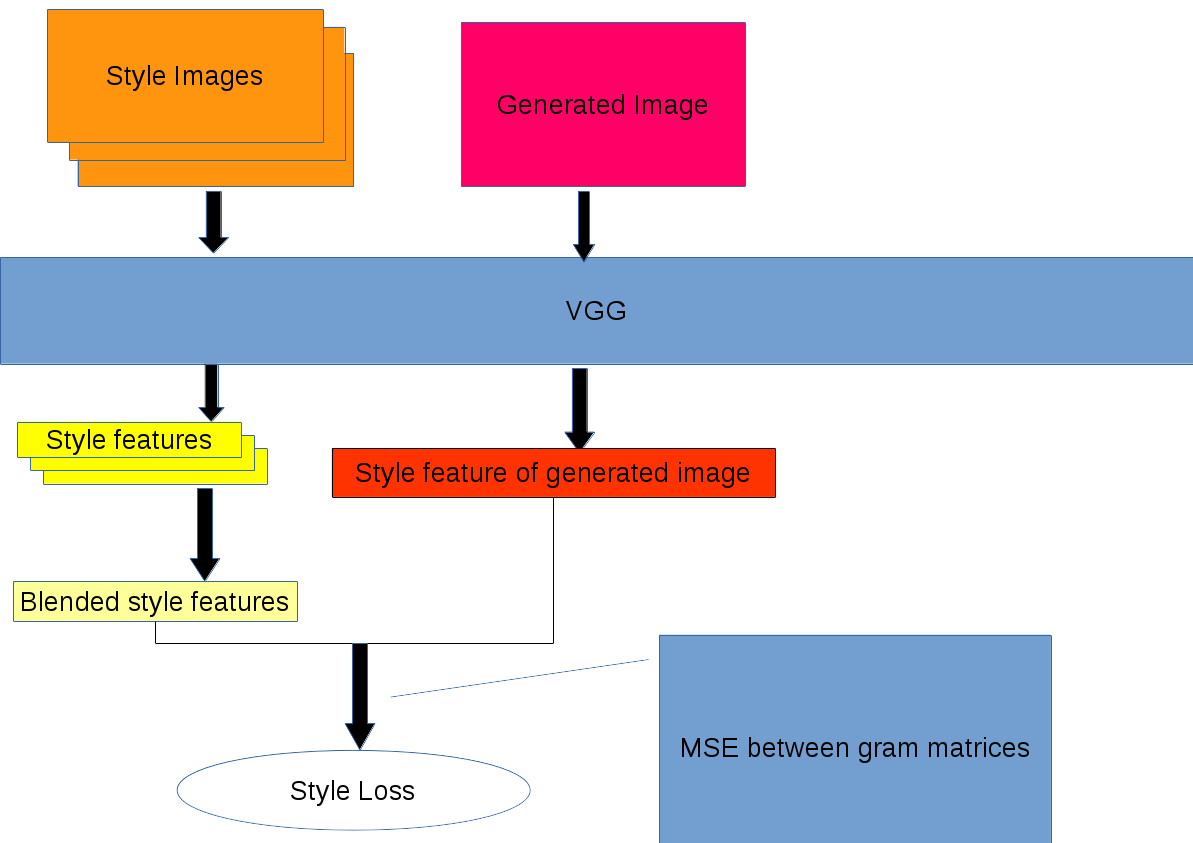 Style Images
Generated Image
VGG
Style features
Style feature of generated image
Blended style features
MSE between gram matrices
Style Loss